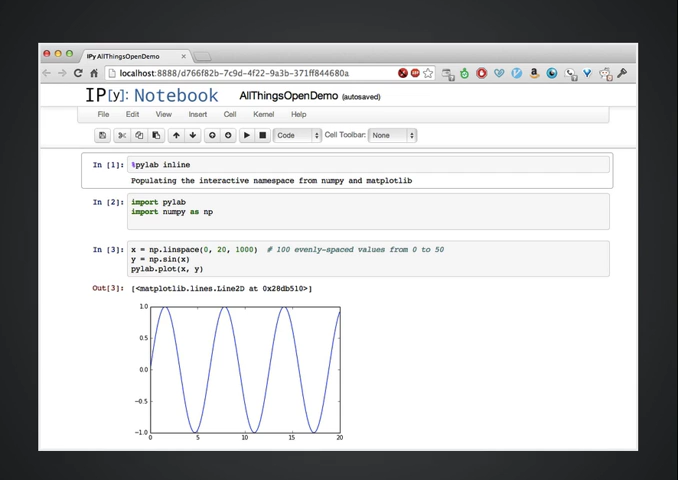 IPy AllThingsOpenDemo
localhost:8888/d766f82b-7c9d-4f22-9a3b-371ff844680a
IP[y]: Notebook AllThingsOpenDemo (autosaved)
File Edit View Insert Cell Kernel Help
Code Cell Toolbar: None
In [1]: %pylab inline
Populating the interactive namespace from numpy and matplotlib
In [2]: import pylab
import numpy as np
In [3]: x = np.linspace(0, 20, 1000) # 100 evenly-spaced values from 0 to 50
y = np.sin(x)
pylab.plot(x, y)
Out[3]: [<matplotlib.lines.Line2D at 0x28db510>]
1.0
0.5
0.0
−0.5
−1.0
0 5 10 15 20